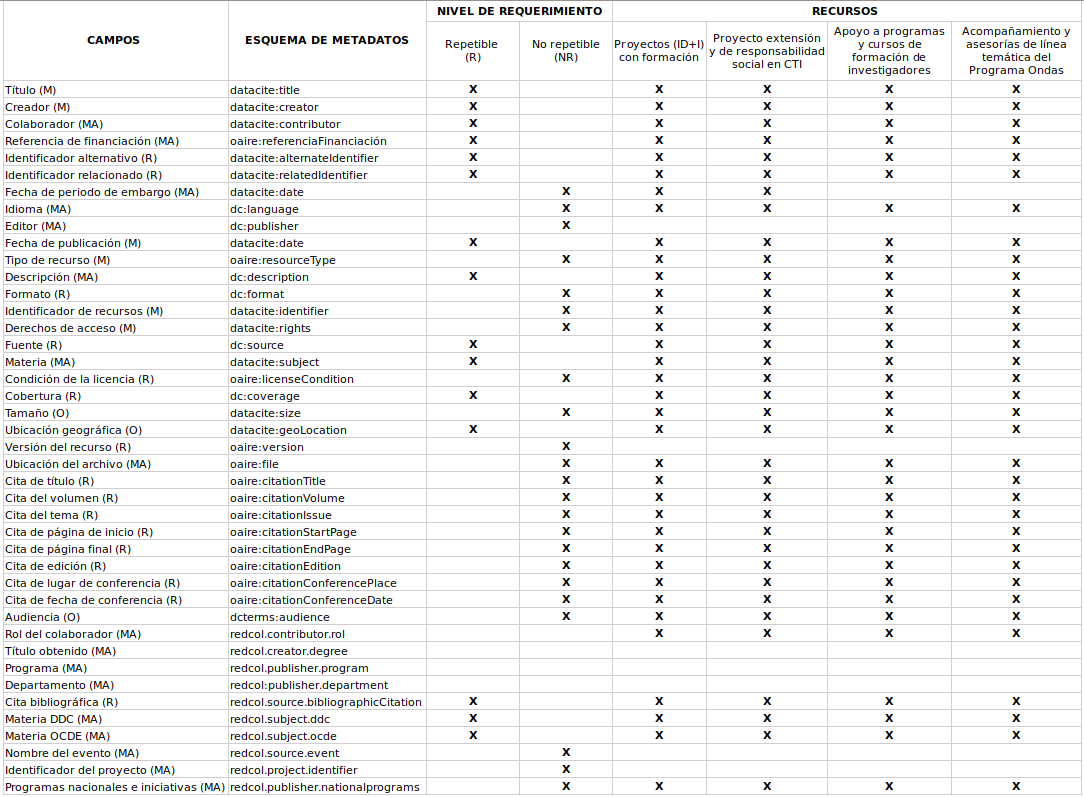 NIVEL DE REQUERIMIENTO RECURSOS
CAMPOS ESQUEMA DE METADATOS Repetible (R) No repetible (NR) Proyectos (ID+I) con formación Proyecto extensión y de responsabilidad social en CTI Apoyo a programas y cursos de formación de investigadores Acompañamiento y asesorías de línea temática del Programa Ondas
Título (M) datacite:title X X X X X
Creador (M) datacite:creator X X X X X
Colaborador (MA) datacite:contributor X X X X X
Referencia de financiación (MA) oaire:referenciaFinanciación X X X X X
Identificador alternativo (R) datacite:alternateIdentifier X X X X X
Identificador relacionado (R) datacite:relatedIdentifier X X X X X
Fecha de periodo de embargo (MA) datacite:date X X X
Idioma (MA) dc:language X X X X X
Editor (MA) dc:publisher X
Fecha de publicación (M) datacite:date X X X X X
Tipo de recurso (M) oaire:resourceType X X X X X
Descripción (MA) dc:description X X X X X
Formato (R) dc:format X X X X X
Identificador de recursos (M) datacite:identifier X X X X X
Derechos de acceso (M) datacite:rights X X X X X
Fuente (R) dc:source X X X X X
Materia (MA) datacite:subject X X X X X
Condición de la licencia (R) oaire:licenseCondition X X X X X
Cobertura (R) dc:coverage X X X X X
Tamaño (O) datacite:size X X X X X
Ubicación geográfica (O) datacite:geoLocation X X X X X
Versión del recurso (R) oaire:version X
Ubicación del archivo (MA) oaire:file X X X X X
Cita de título (R) oaire:citationTitle X X X X X
Cita del volumen (R) oaire:citationVolume X X X X X
Cita del tema (R) oaire:citationIssue X X X X X
Cita de página de inicio (R) oaire:citationStartPage X X X X X
Cita de página final (R) oaire:citationEndPage X X X X X
Cita de edición (R) oaire:citationEdition X X X X X
Cita de lugar de conferencia (R) oaire:citationConferencePlace X X X X X
Cita de fecha de conferencia (R) oaire:citationConferenceDate X X X X X
Audiencia (O) dcterms:audience X X X X X
Rol del colaborador (MA) redcol.contributor.rol X X X X
Título obtenido (MA) redcol.creator.degree
Programa (MA) redcol.publisher.program
Departamento (MA) redcol:publisher.department
Cita bibliográfica (R) redcol.source.bibliographicCitation X X X X X
Materia DDC (MA) redcol.subject.ddc X X X X X
Materia OCDE (MA) redcol.subject.ocde X X X X X
Nombre del evento (MA) redcol.source.event X
Identificador del proyecto (MA) redcol.project.identifier X
Programas nacionales e iniciativas (MA) redcol.publisher.nationalprograms X X X X X